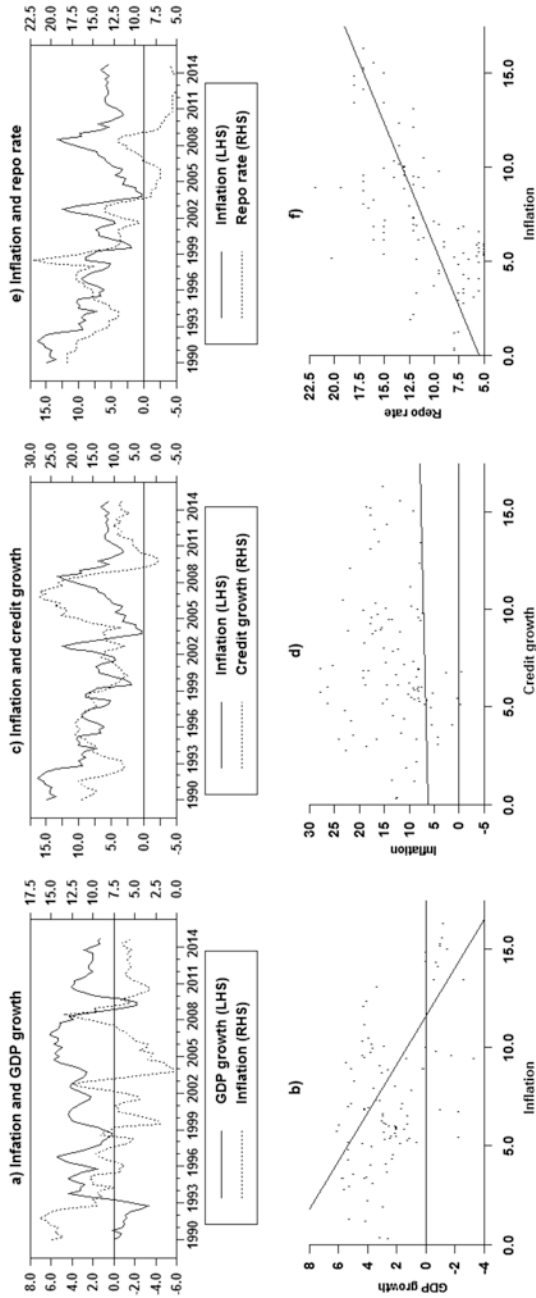 a) Infation and GDP growth
8.0
6.0
4.0
2.0
0.0
-2.0
-4.0
-6.0
17.5
15.0
12.5
10.0
7.5
5.0
2.5
0.0
1990 1993 1996 1999 2002 2005 2008 2011 2014
GDP growth (LHS)
Inflation (RHS)
c) Inflation and credit growth
15.0
10.0
5.0
0.0
-5.0
30.0
25.0
20.0
15.0
10.0
5.0
0.0
-5.0
1990 1993 1996 1999 2002 2005 2008 2011 2014
Inflation (LHS)
Credit growth (RHS)
e) Inflation and repo rate
15.0
10.0
5.0
0.0
-5.0
22.5
20.0
17.5
15.0
12.5
10.0
7.5
5.0
1990 1993 1996 1999 2002 2005 2008 2011 2014
Inflation (LHS)
Repo rate (RHS)
b)
GDP growth
8
6
4
2
0
-2
-4
0.0 5.0 10.0 15.0
Inflation
d)
Inflation
30
25
20
15
10
5
0
-5
0.0 5.0 10.0 15.0
Credit growth
f)
Repo rate
22.5
20.0
17.5
15.0
12.5
10.0
7.5
5.0
0.0 5.0 10.0 15.0
Inflation